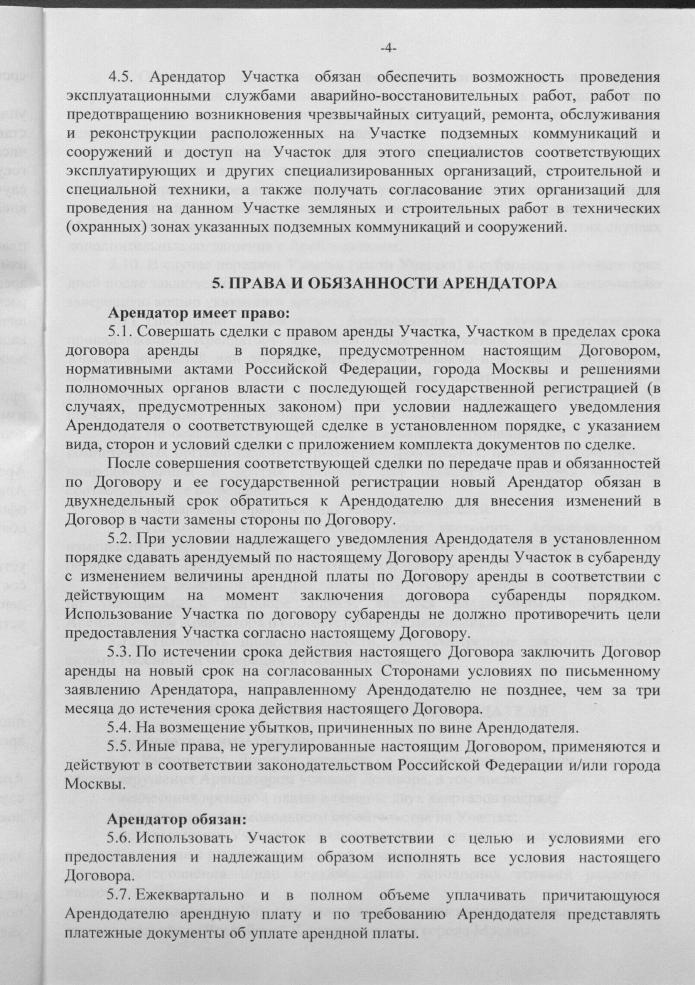 -4-
4.5. Арендатор Участка обязан обеспечить возможность проведения
эксплуатационными службами аварийно-восстановительных работ, работ по
предотвращению возникновения чрезвычайных ситуаций, ремонта, обслуживания
и реконструкции расположенных на Участке подземных коммуникаций и
сооружений и доступ на Участок для этого специалистов соответствующих
эксплуатирующих и других специализированных организаций, строительной и
специальной техники, а также получать согласование этих организаций для
проведения на данном Участке земляных и строительных работ в технических
(охранных) зонах указанных подземных коммуникаций и сооружений.
5. ПРАВА И ОБЯЗАННОСТИ АРЕНДАТОРА
Арендатор имеет право:
5.1. Совершать сделки с правом аренды Участка, Участком в пределах срока
договора аренды в порядке, предусмотренном настоящим Договором,
нормативными актами Российской Федерации, города Москвы и решениями
полномочных органов власти с последующей государственной регистрацией (в
случаях, предусмотренных законом) при условии надлежащего уведомления
Арендодателя о соответствующей сделке в установленном порядке, с указанием
вида, сторон и условий сделки с приложением комплекта документов по сделке.
После совершения соответствующей сделки по передаче прав и обязанностей
по Договору и ее государственной регистрации новый Арендатор обязан в
двухнедельный срок обратиться к Арендодателю для внесения изменений в
Договор в части замены стороны по Договору.
5.2. При условии надлежащего уведомления Арендодателя в установленном
порядке сдавать арендуемый по настоящему Договору аренды Участок в субаренду
с изменением величины арендной платы по Договору аренды в соответствии с
действующим на момент заключения договора субаренды порядком.
Использование Участка по договору субаренды не должно противоречить цели
предоставления Участка согласно настоящему Договору.
5.3. По истечении срока действия настоящего Договора заключить Договор
аренды на новый срок на согласованных Сторонами условиях по письменному
заявлению Арендатора, направленному Арендодателю не позднее, чем за три
месяца до истечения срока действия настоящего Договора.
5.4. На возмещение убытков, причиненных по вине Арендодателя.
5.5. Иные права, не урегулированные настоящим Договором, применяются и
действуют в соответствии законодательством Российской Федерации и/или города
Москвы.
Арендатор обязан:
5.6. Использовать Участок в соответствии с целью и условиями его
предоставления и надлежащим образом исполнять все условия настоящего
Договора.
5.7. Ежеквартально и в полном объеме уплачивать причитающуюся
Арендодателю арендную плату и по требованию Арендодателя представлять
платежные документы об уплате арендной платы.